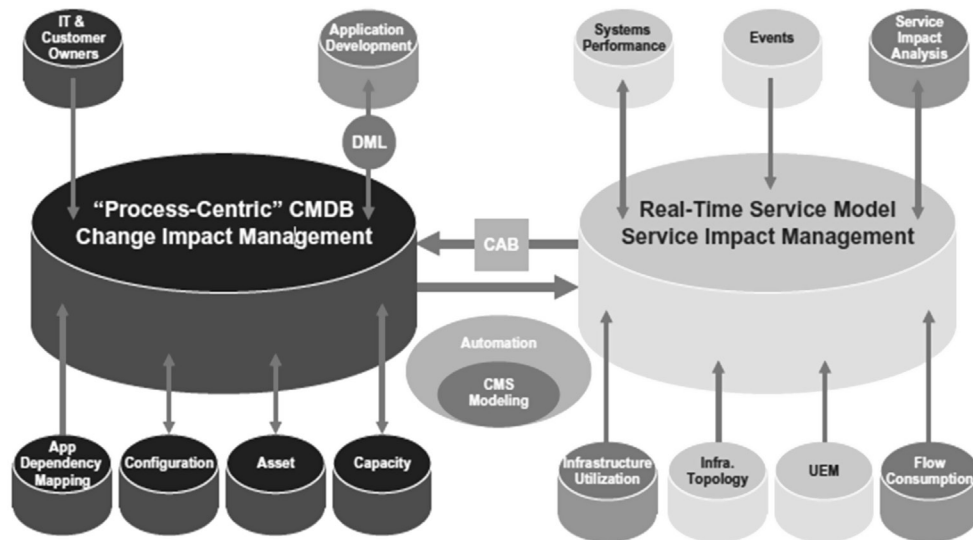 IT &
Customer
Owners
Application
Development
Systems
Performance
Events
Service
Impact
Analysis
DML
“Process-Centric” CMDB
Change Impact Management
Real-Time Service Model
Service Impact Management
CAB
Automation
CMS
Modeling
App
Dependency
Mapping
Configuration
Asset
Capacity
Infrastructure
Utilization
Infra.
Topology
UEM
Flow
Consumption